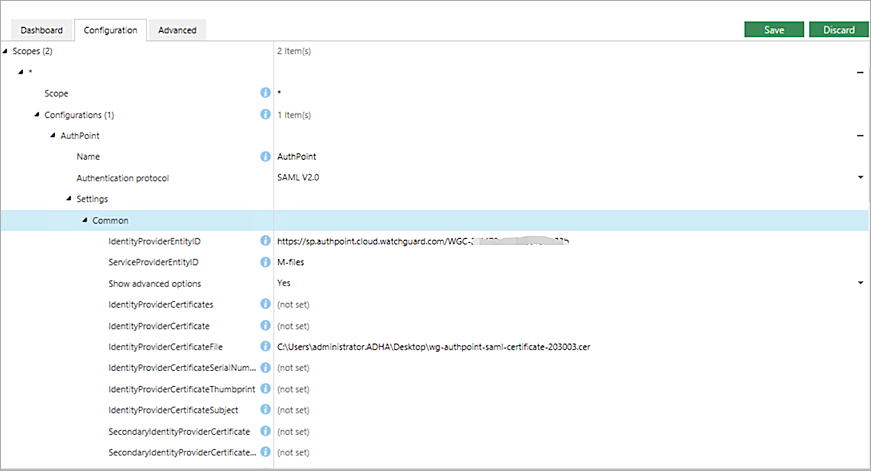 Dashboard Configuration Advanced Save Discard
Scopes (2) 2 Item(s)
* –
Scope *
Configurations (1) 1 Item(s)
AuthPoint –
Name AuthPoint
Authentication protocol SAML V2.0
Settings
Common
IdentityProviderEntityID https://sp.authpoint.cloud.watchguard.com/WGC-
ServiceProviderEntityID M-files
Show advanced options Yes
IdentityProviderCertificates (not set)
IdentityProviderCertificate (not set)
IdentityProviderCertificateFile C:\Users\administrator.ADHA\Desktop\wg-authpoint-saml-certificate-203003.cer
IdentityProviderCertificateSerialNum... (not set)
IdentityProviderCertificateThumbprint (not set)
IdentityProviderCertificateSubject (not set)
SecondaryIdentityProviderCertificate (not set)
SecondaryIdentityProviderCertificate... (not set)